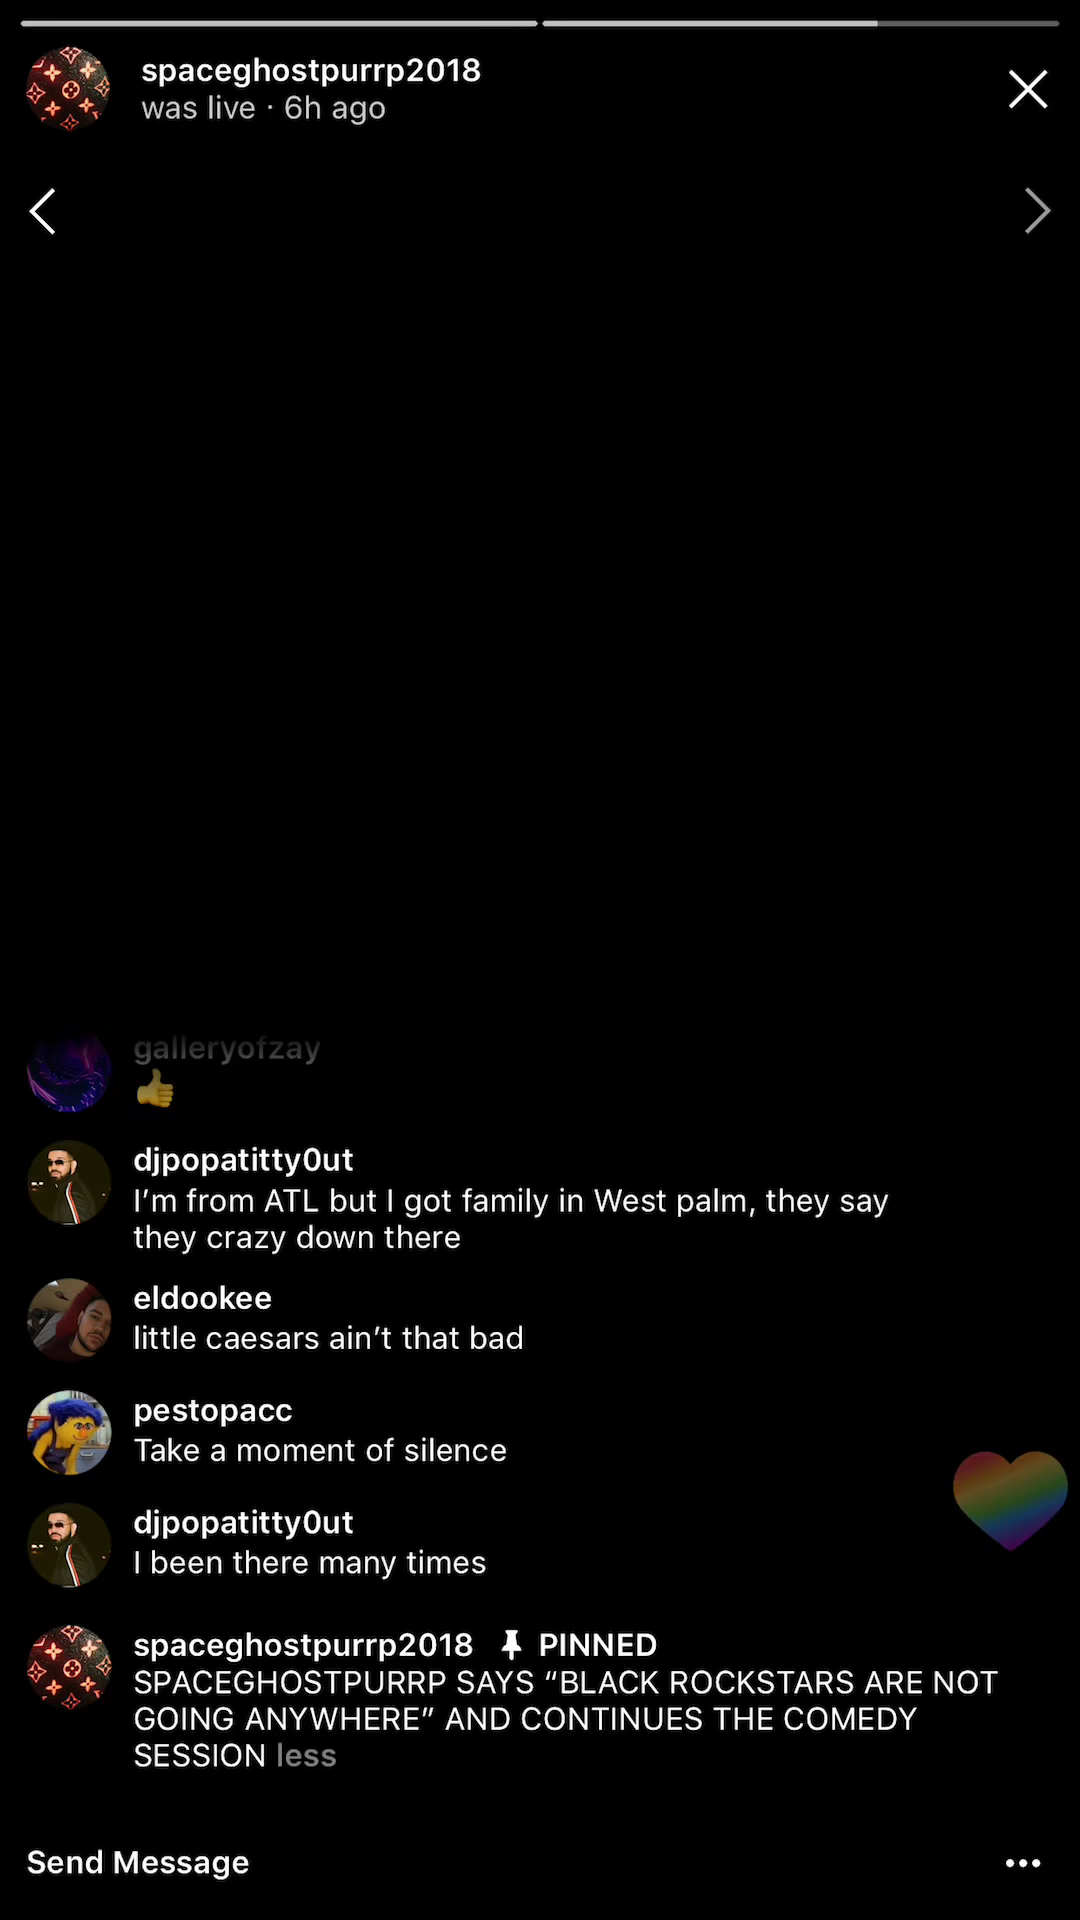 spaceghostpurrp2018
was live · 6h ago
galleryofzay
👍
djpopatitty0ut
I’m from ATL but I got family in West palm, they say
they crazy down there
eldookee
little caesars ain’t that bad
pestopacc
Take a moment of silence
djpopatitty0ut
I been there many times
spaceghostpurrp2018 PINNED
SPACEGHOSTPURRP SAYS “BLACK ROCKSTARS ARE NOT
GOING ANYWHERE” AND CONTINUES THE COMEDY
SESSION less
Send Message